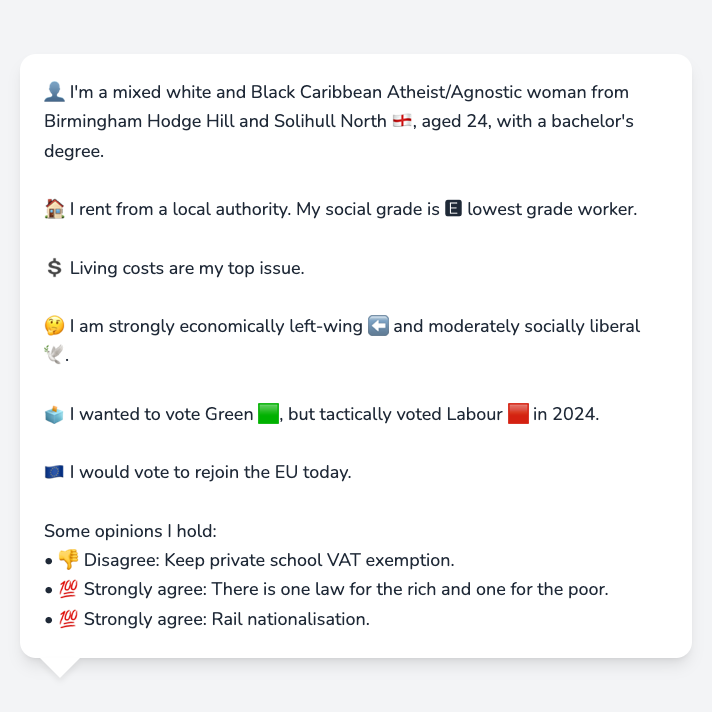 👤 I'm a mixed white and Black Caribbean Atheist/Agnostic woman from
Birmingham Hodge Hill and Solihull North 🏴󠁧󠁢󠁥󠁮󠁧󠁿, aged 24, with a bachelor's
degree.
🏠 I rent from a local authority. My social grade is 🅴 lowest grade worker.
💲 Living costs are my top issue.
🤔 I am strongly economically left-wing ⬅️ and moderately socially liberal
🕊️.
🗳️ I wanted to vote Green 🟩, but tactically voted Labour 🟥 in 2024.
🇪🇺 I would vote to rejoin the EU today.
Some opinions I hold:
• 👎 Disagree: Keep private school VAT exemption.
• 💯 Strongly agree: There is one law for the rich and one for the poor.
• 💯 Strongly agree: Rail nationalisation.